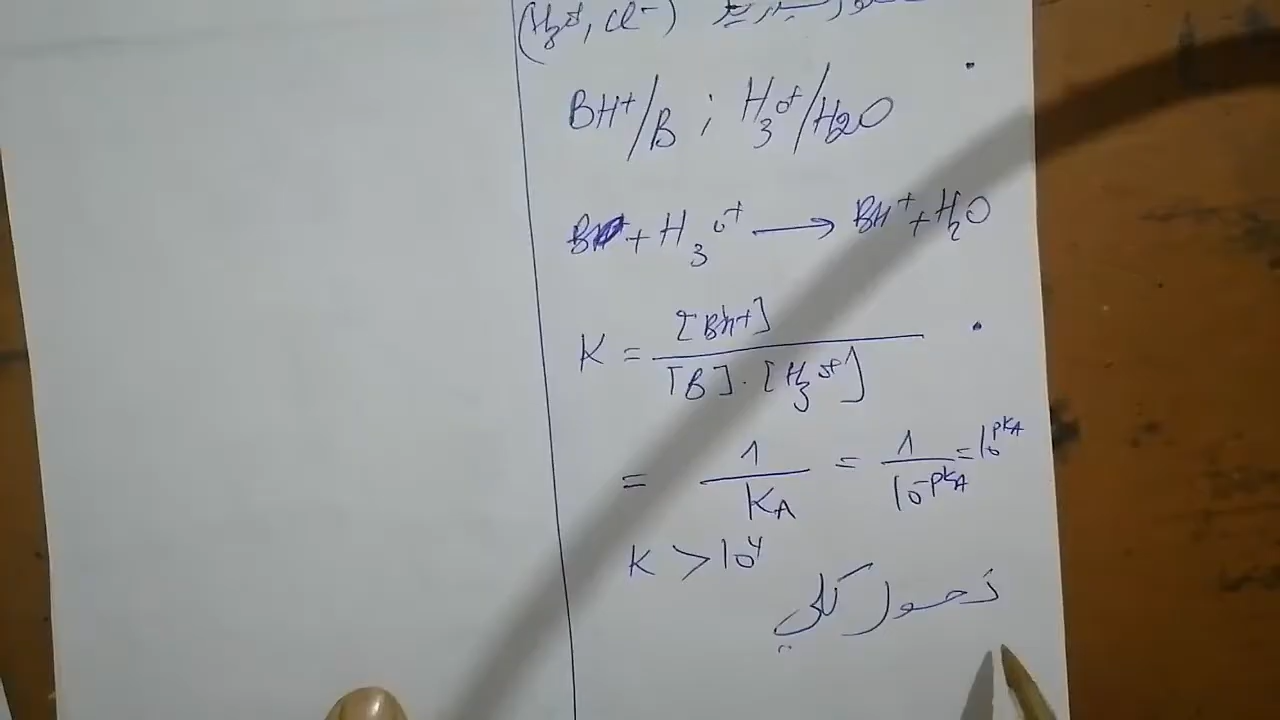 (H3O+, Cl-)
BH+/B ; H3O+/H2O
B + H3O+ → BH+ + H2O
K = [Bh+] / [B] . [H3O+]
= 1 / KA = 1 / 10^-pKA = 10^pKA
K > 10^4
تحول كلي